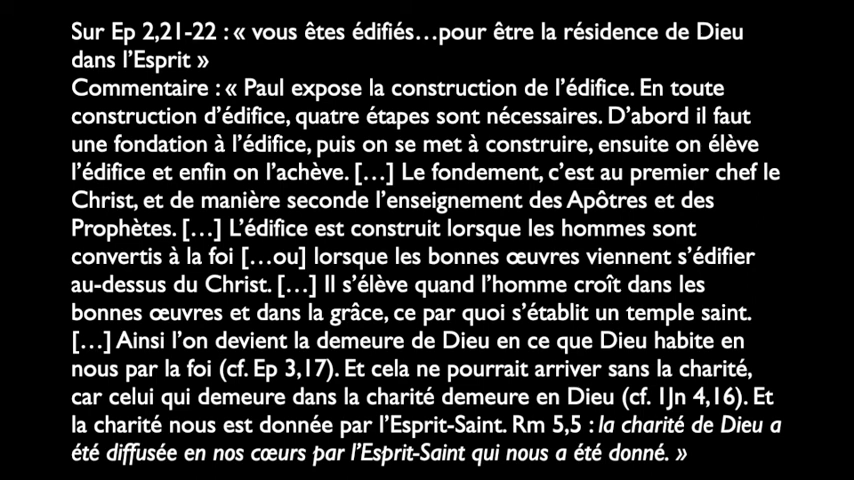 Sur Ep 2,21-22 : « vous êtes édifiés…pour être la résidence de Dieu
dans l’Esprit »
Commentaire : « Paul expose la construction de l’édifice. En toute
construction d’édifice, quatre étapes sont nécessaires. D’abord il faut
une fondation à l’édifice, puis on se met à construire, ensuite on élève
l’édifice et enfin on l’achève. […] Le fondement, c’est au premier chef le
Christ, et de manière seconde l’enseignement des Apôtres et des
Prophètes. […] L’édifice est construit lorsque les hommes sont
convertis à la foi […ou] lorsque les bonnes œuvres viennent s’édifier
au-dessus du Christ. […] Il s’élève quand l’homme croît dans les
bonnes œuvres et dans la grâce, ce par quoi s’établit un temple saint.
[…] Ainsi l’on devient la demeure de Dieu en ce que Dieu habite en
nous par la foi (cf. Ep 3,17). Et cela ne pourrait arriver sans la charité,
car celui qui demeure dans la charité demeure en Dieu (cf. 1Jn 4,16). Et
la charité nous est donnée par l’Esprit-Saint. Rm 5,5 : la charité de Dieu a
été diffusée en nos cœurs par l’Esprit-Saint qui nous a été donné. »